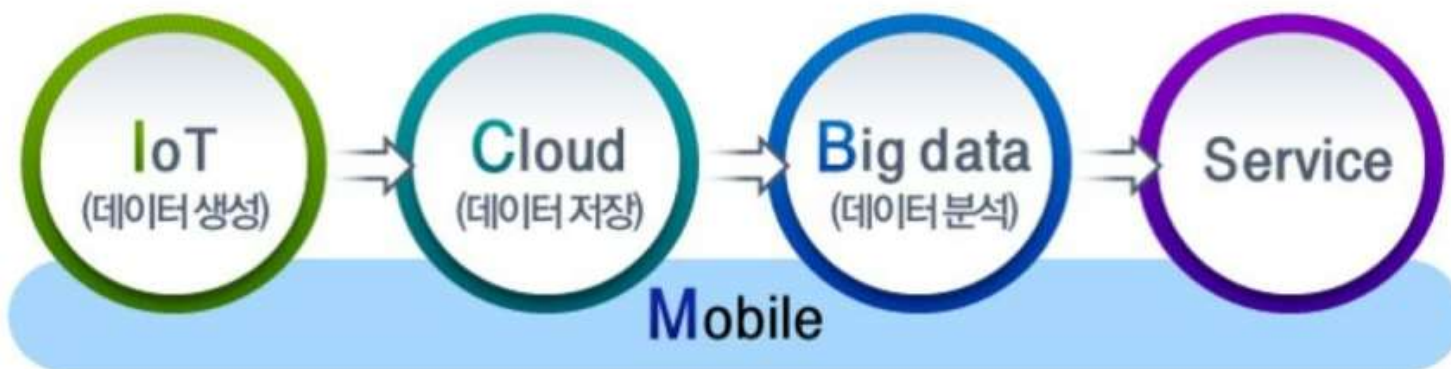 IoT
(데이터 생성)
Cloud
(데이터 저장)
Big data
(데이터 분석)
Service
Mobile